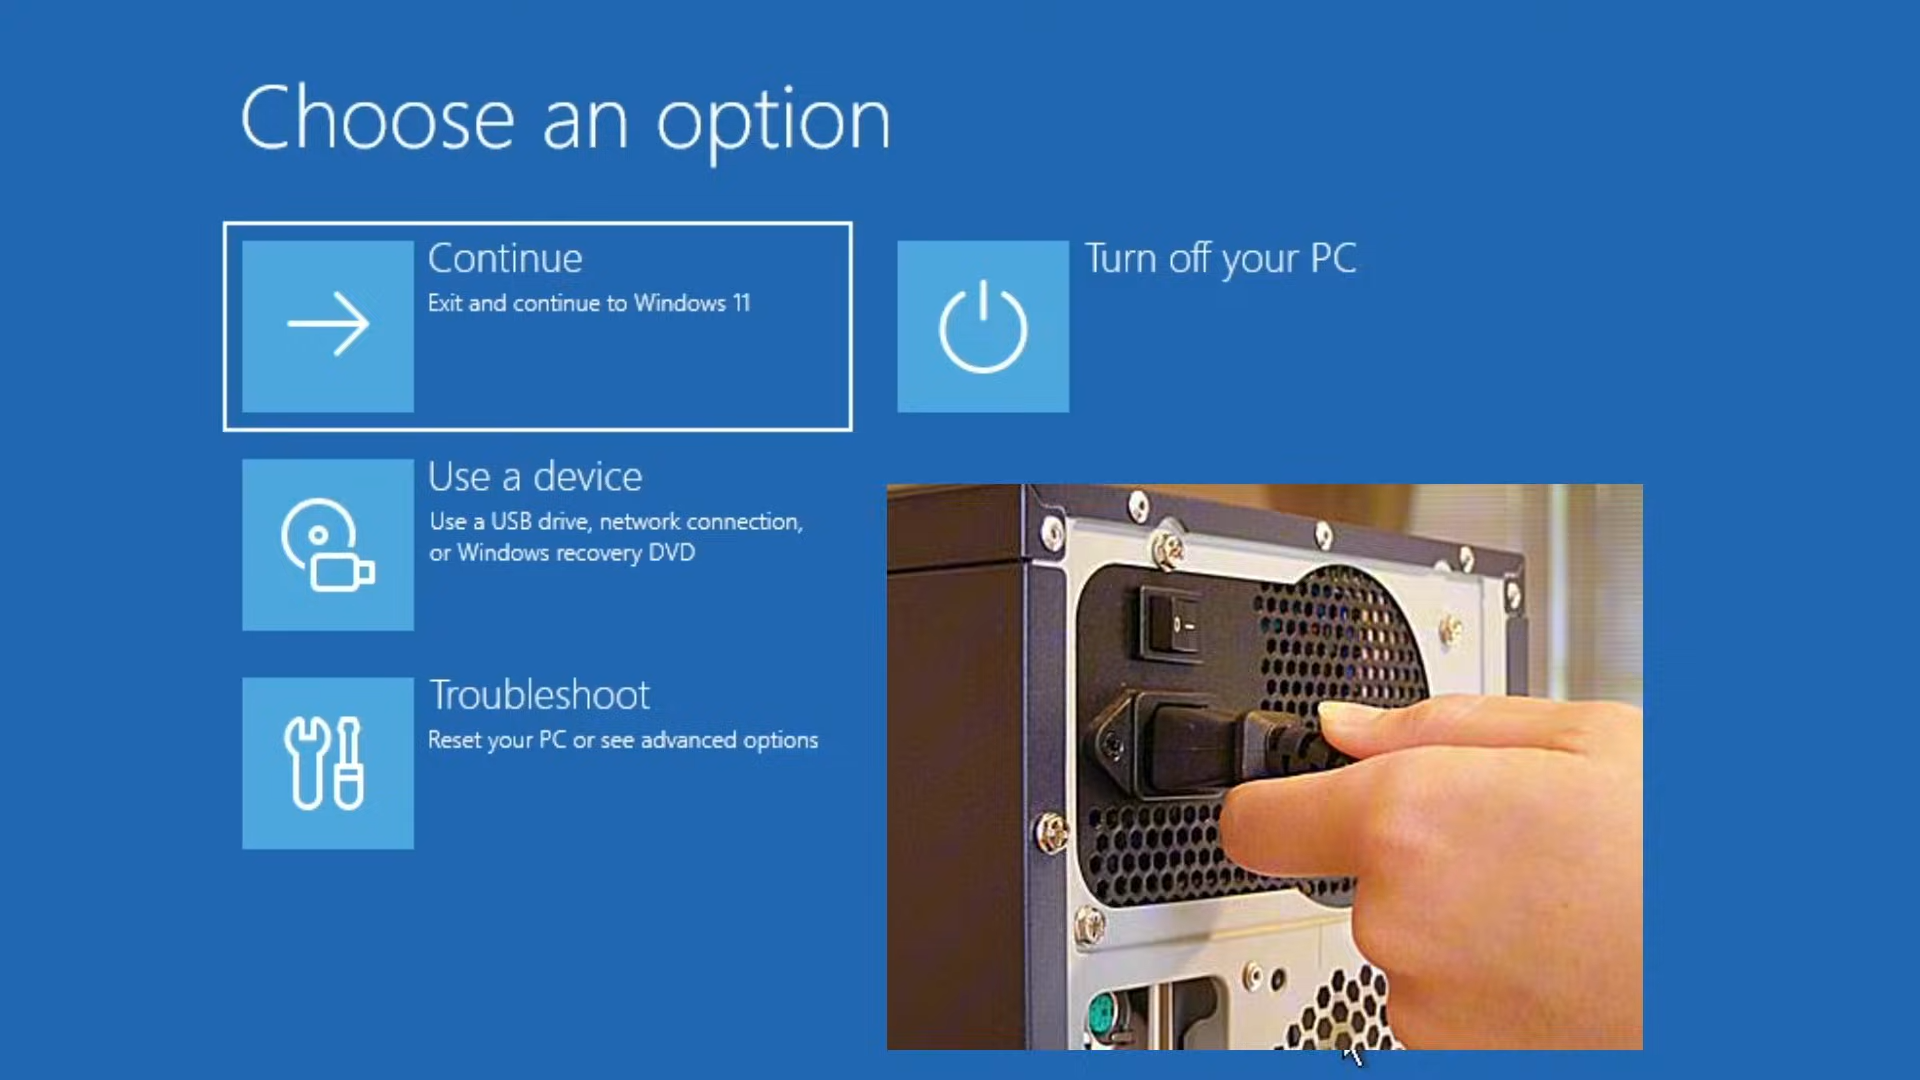 Choose an option
Continue
Exit and continue to Windows 11
Turn off your PC
Use a device
Use a USB drive, network connection,
or Windows recovery DVD
Troubleshoot
Reset your PC or see advanced options